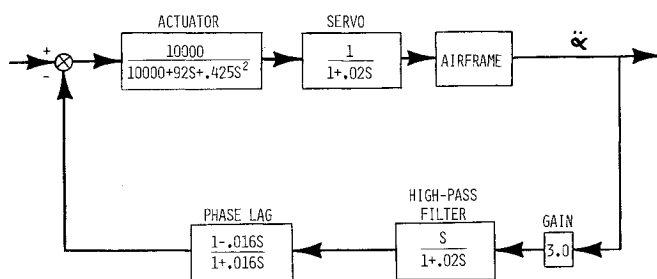 ACTUATOR
10000
10000+92S+.425S²
SERVO
1
1+.02S
AIRFRAME
α̈
+
-
PHASE LAG
1-.016S
1+.016S
HIGH-PASS
FILTER
S
1+.02S
GAIN
3.0